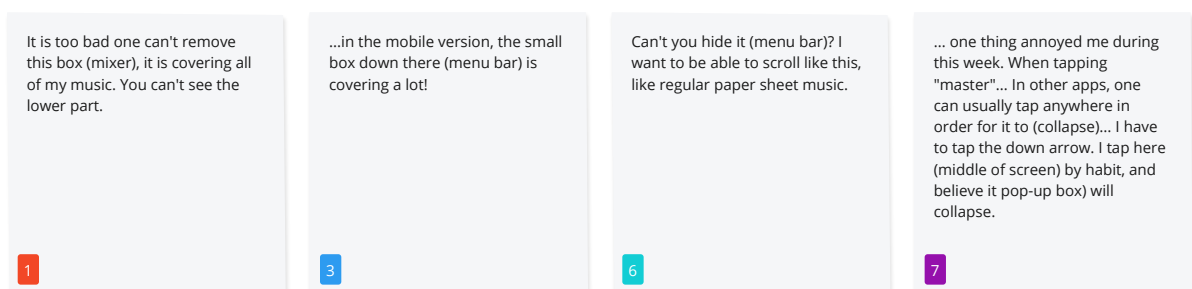 It is too bad one can't remove
this box (mixer), it is covering all
of my music. You can't see the
lower part.
1
...in the mobile version, the small
box down there (menu bar) is
covering a lot!
3
Can't you hide it (menu bar)? I
want to be able to scroll like this,
like regular paper sheet music.
6
... one thing annoyed me during
this week. When tapping
"master"... In other apps, one
can usually tap anywhere in
order for it to (collapse)... I have
to tap the down arrow. I tap here
(middle of screen) by habit, and
believe it pop-up box) will
collapse.
7